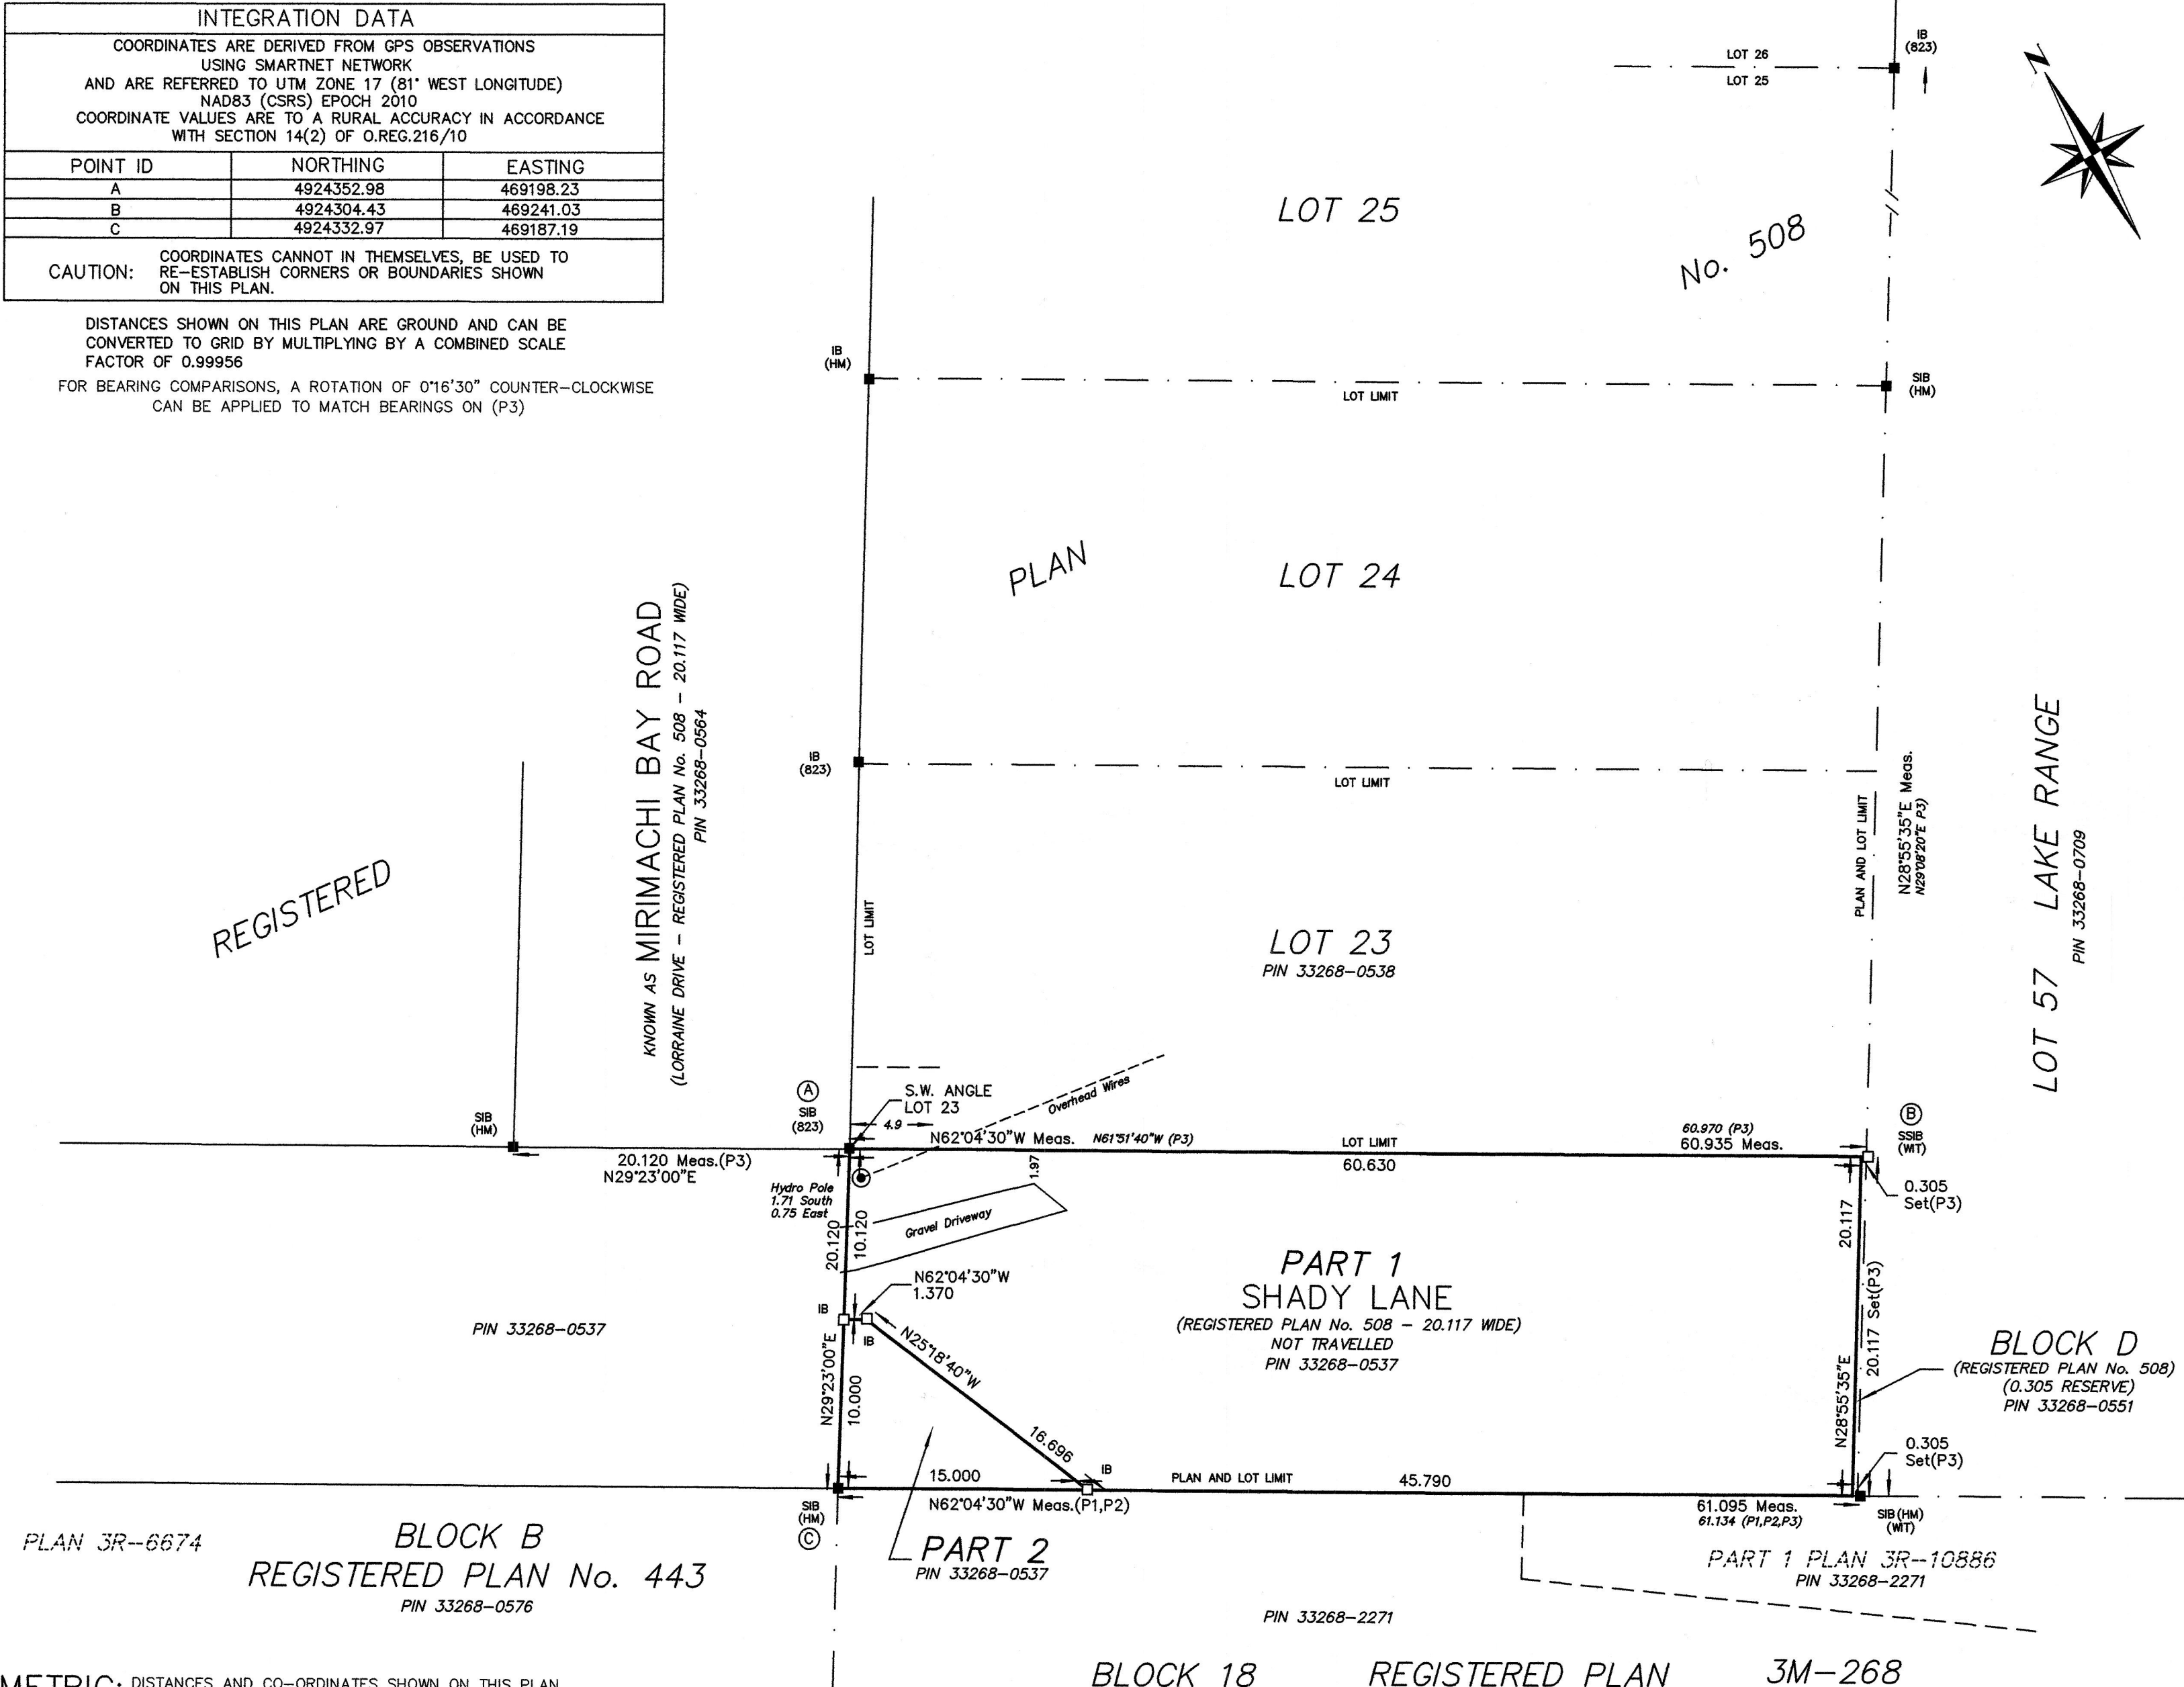 INTEGRATION DATA
COORDINATES ARE DERIVED FROM GPS OBSERVATIONS
USING SMARTNET NETWORK
AND ARE REFERRED TO UTM ZONE 17 (81° WEST LONGITUDE)
NAD83 (CSRS) EPOCH 2010
COORDINATE VALUES ARE TO A RURAL ACCURACY IN ACCORDANCE
WITH SECTION 14(2) OF O.REG.216/10
POINT ID NORTHING EASTING
A 4924352.98 469198.23
B 4924304.43 469241.03
C 4924332.97 469187.19
CAUTION: COORDINATES CANNOT IN THEMSELVES, BE USED TO
RE-ESTABLISH CORNERS OR BOUNDARIES SHOWN
ON THIS PLAN.
DISTANCES SHOWN ON THIS PLAN ARE GROUND AND CAN BE
CONVERTED TO GRID BY MULTIPLYING BY A COMBINED SCALE
FACTOR OF 0.99956
FOR BEARING COMPARISONS, A ROTATION OF 0°16'30" COUNTER-CLOCKWISE
CAN BE APPLIED TO MATCH BEARINGS ON (P3)
IB
(823)
LOT 26
LOT 25
N
LOT 25
No. 508
IB
(HM)
SIB
(HM)
LOT LIMIT
PLAN
LOT 24
KNOWN AS MIRIMACHI BAY ROAD
(LORRAINE DRIVE - REGISTERED PLAN No. 508 - 20.117 WIDE)
PIN 33268-0564
IB
(823)
LOT LIMIT
PLAN AND LOT LIMIT
N28°55'35"E Meas.
N29°08'20"E P3)
LOT 57 LAKE RANGE
PIN 33268-0709
REGISTERED
LOT LIMIT
LOT 23
PIN 33268-0538
SIB
(HM)
A
SIB
(823)
S.W. ANGLE
LOT 23
4.9
Overhead Wires
B
SSIB
(WIT)
N62°04'30"W Meas. N61°51'40"W (P3)
LOT LIMIT
60.970 (P3)
60.935 Meas.
20.120 Meas.(P3)
N29°23'00"E
60.630
1.97
0.305
Set(P3)
Hydro Pole
1.71 South
0.75 East
20.120
10.120
Gravel Driveway
20.117
20.117 Set(P3)
N62°04'30"W
1.370
IB
IB
PART 1
SHADY LANE
(REGISTERED PLAN No. 508 - 20.117 WIDE)
NOT TRAVELLED
PIN 33268-0537
PIN 33268-0537
N25°18'40"W
16.696
N29°23'00"E
10.000
N28°55'35"E
BLOCK D
(REGISTERED PLAN No. 508)
(0.305 RESERVE)
PIN 33268-0551
0.305
Set(P3)
15.000
IB
PLAN AND LOT LIMIT
45.790
N62°04'30"W Meas.(P1,P2)
61.095 Meas.
61.134 (P1,P2,P3)
SIB
(HM)
C
SIB(HM)
(WIT)
PLAN 3R-6674
BLOCK B
REGISTERED PLAN No. 443
PIN 33268-0576
PART 2
PIN 33268-0537
PART 1 PLAN 3R-10886
PIN 33268-2271
PIN 33268-2271
BLOCK 18 REGISTERED PLAN 3M-268
METRIC: DISTANCES AND CO-ORDINATES SHOWN ON THIS PLAN